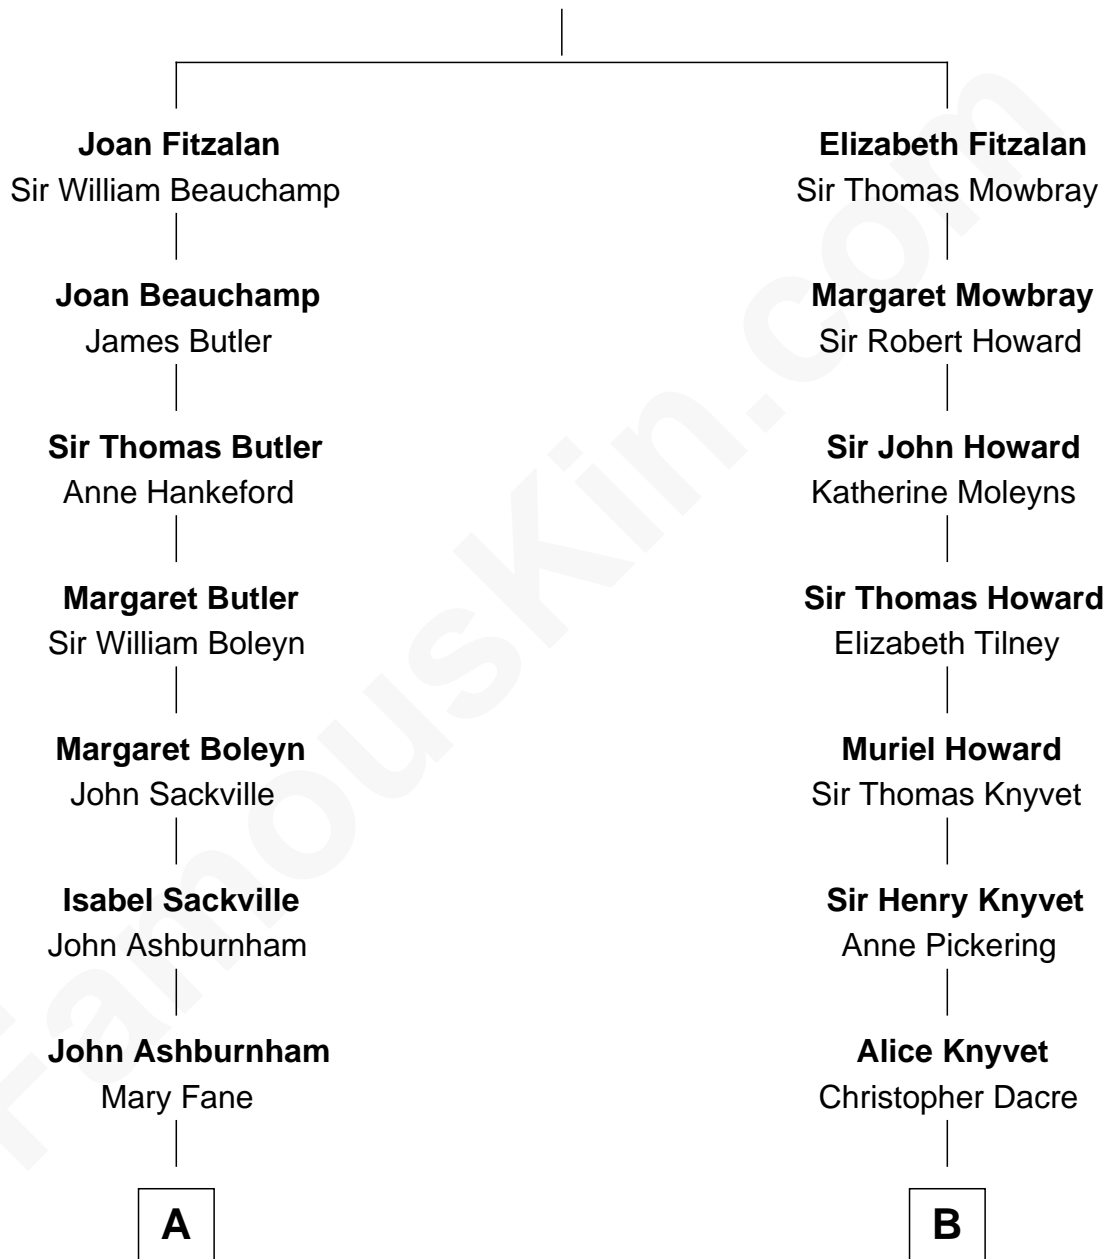 Joan Fitzalan
Sir William Beauchamp
Joan Beauchamp
James Butler
Sir Thomas Butler
Anne Hankeford
Margaret Butler
Sir William Boleyn
Margaret Boleyn
John Sackville
Isabel Sackville
John Ashburnham
John Ashburnham
Mary Fane
A
Elizabeth Fitzalan
Sir Thomas Mowbray
Margaret Mowbray
Sir Robert Howard
Sir John Howard
Katherine Moleyns
Sir Thomas Howard
Elizabeth Tilney
Muriel Howard
Sir Thomas Knyvet
Sir Henry Knyvet
Anne Pickering
Alice Knyvet
Christopher Dacre
B
FamousKin.com